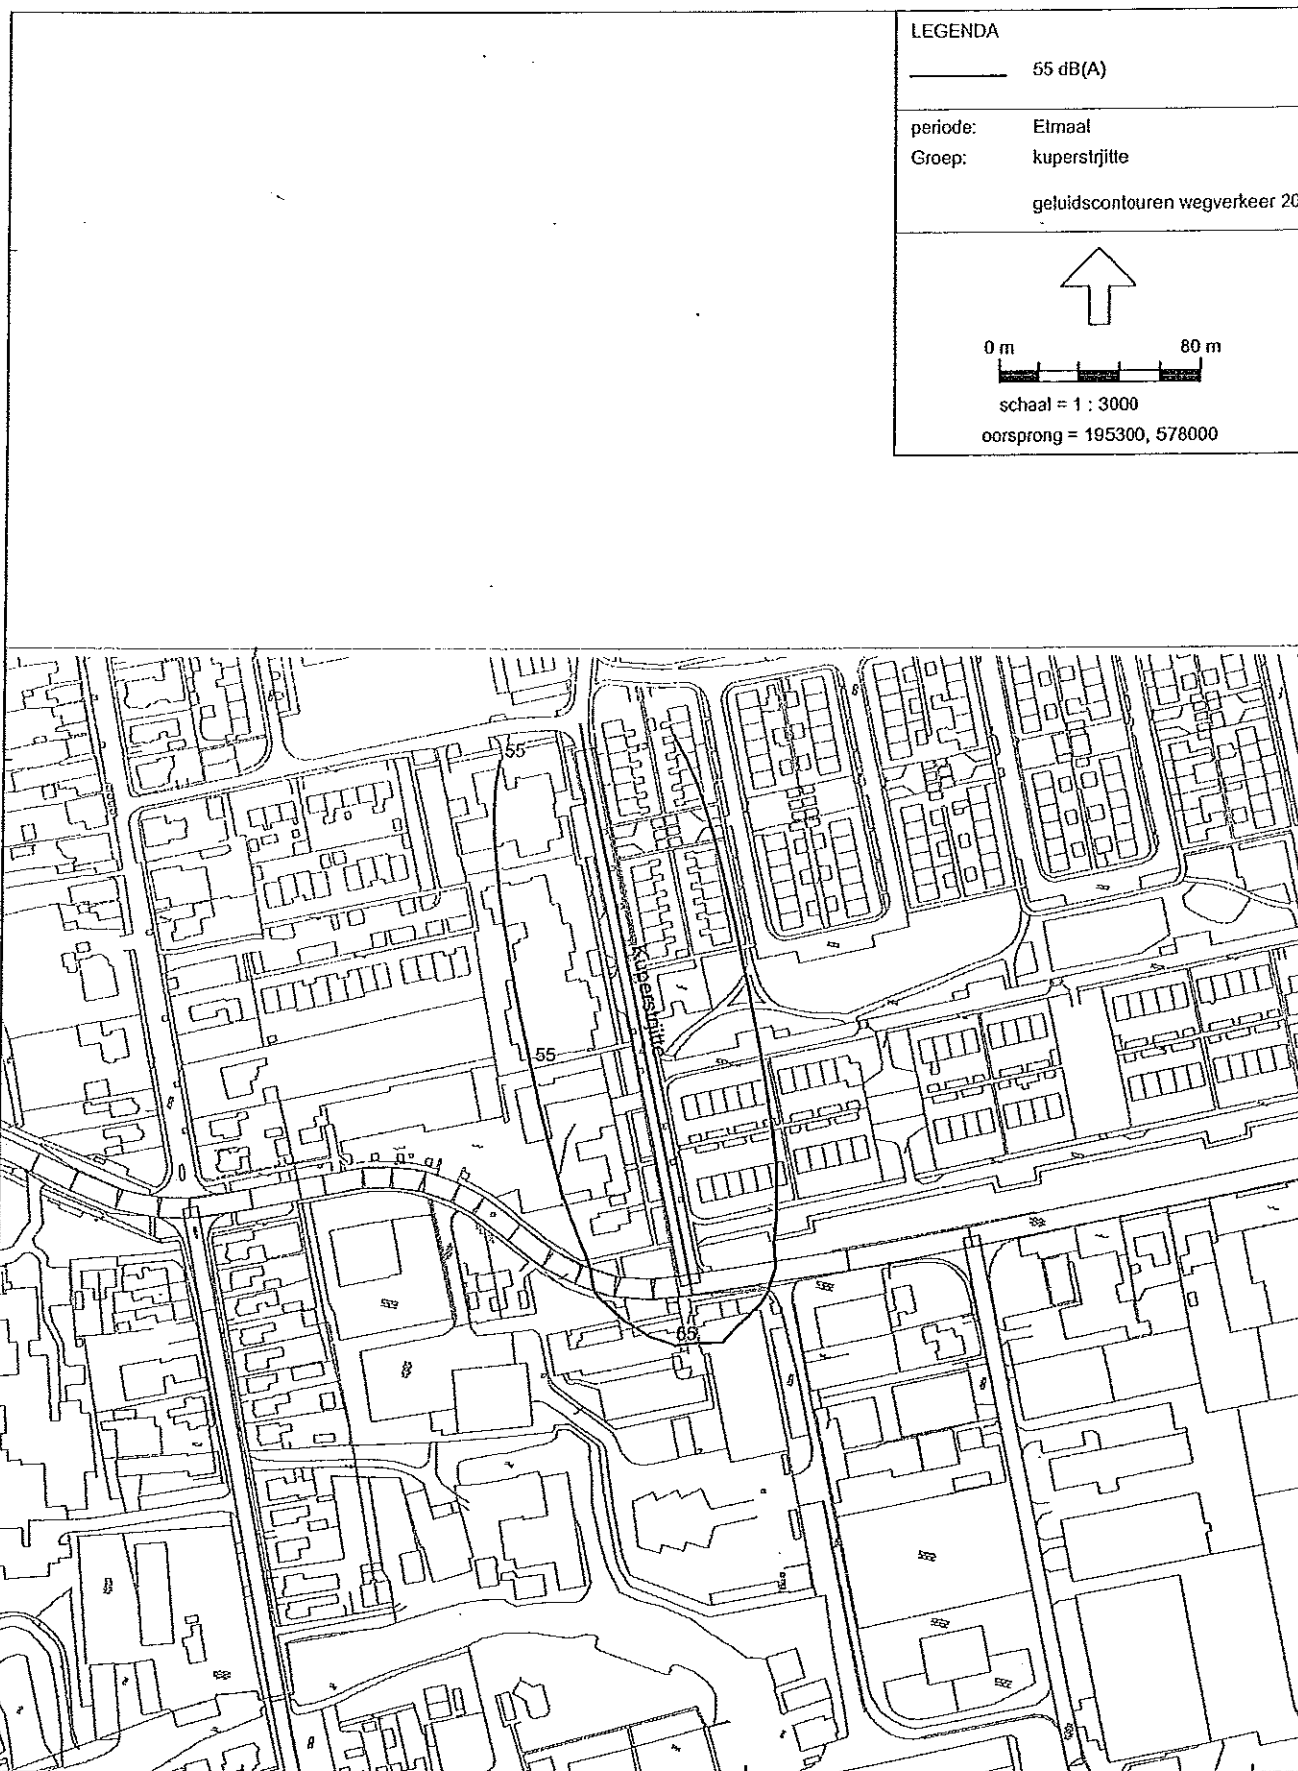 LEGENDA
55 dB(A)
periode: Etmaal
Groep: kuperstrjitte
geluidscontouren wegverkeer 20
0 m 80 m
schaal = 1 : 3000
oorsprong = 195300, 578000
55
Kuperstrjitte
55
55